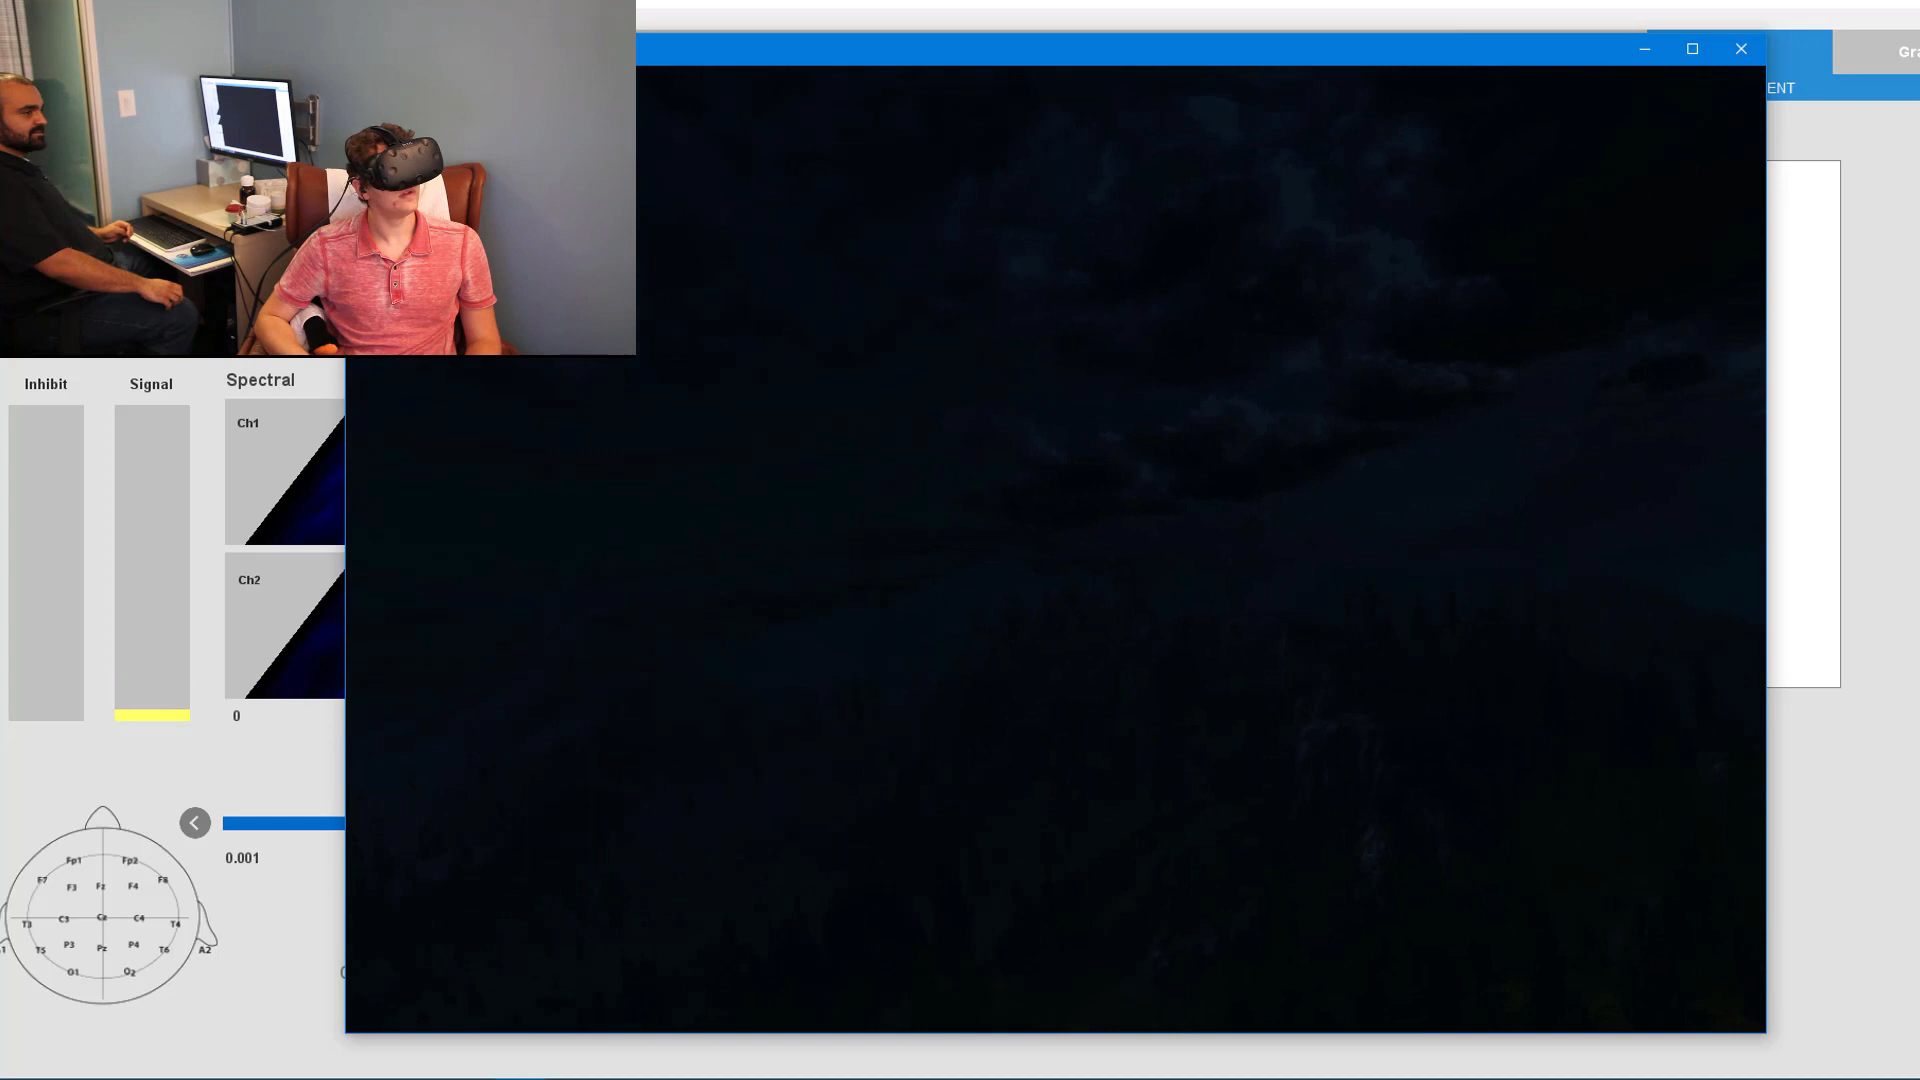 Gra
ENT
Inhibit
Signal
Spectral
Ch1
Ch2
0
0.001
Fp1
Fp2
F7
F3
Fz
F4
F8
T3
C3
Cz
C4
T4
T5
P3
Pz
P4
T6
A2
O1
O2